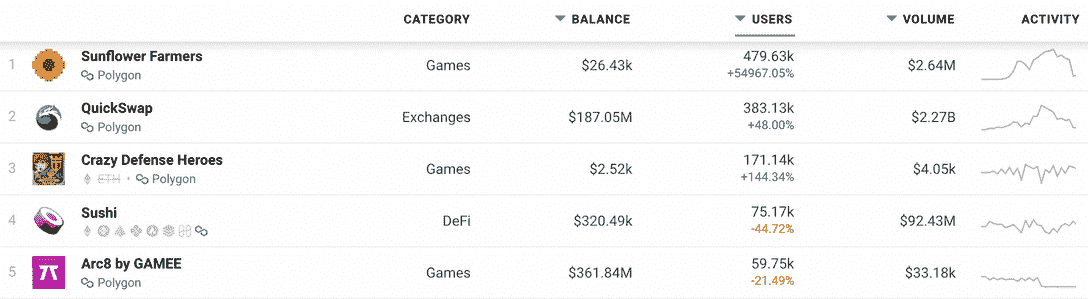 CATEGORY BALANCE USERS VOLUME ACTIVITY
1 Sunflower Farmers Games $26.43k 479.63k $2.64M
Polygon +54967.05%
2 QuickSwap Exchanges $187.05M 383.13k $2.27B
Polygon +48.00%
3 Crazy Defense Heroes Games $2.52k 171.14k $4.05k
ETH • Polygon +144.34%
4 Sushi DeFi $320.49k 75.17k $92.43M
-44.72%
5 Arc8 by GAMEE Games $361.84M 59.75k $33.18k
Polygon -21.49%